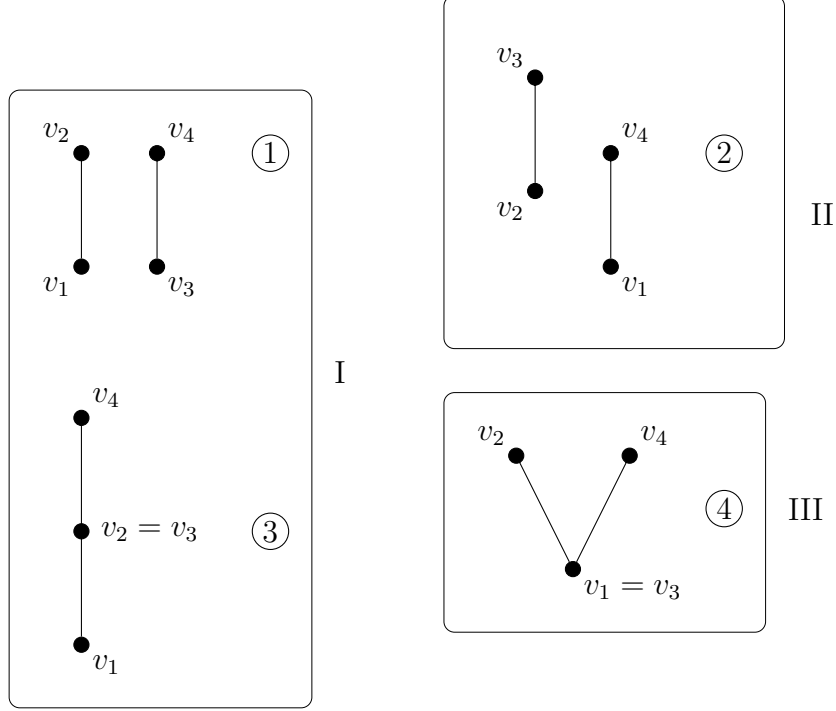 v₂ v₄ ①
v₁ v₃
I
v₄
v₂ = v₃ ③
v₁
v₃
v₄ ②
v₂
v₁
II
v₂ v₄
④
III
v₁ = v₃